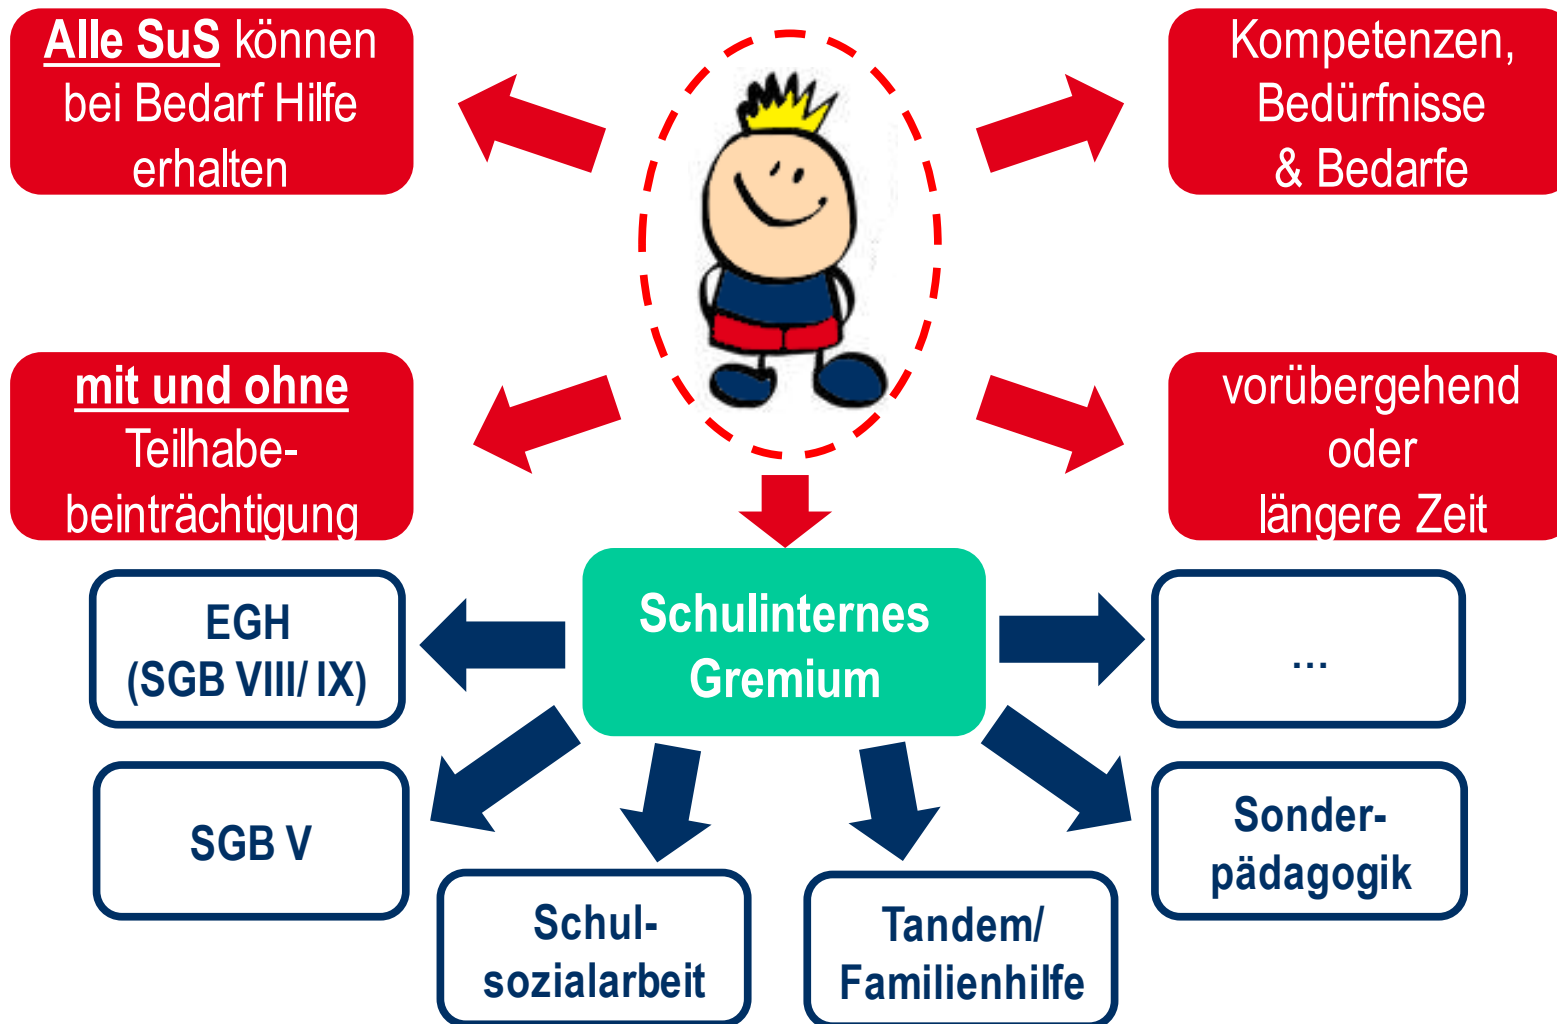 Alle SuS können
bei Bedarf Hilfe
erhalten
Kompetenzen,
Bedürfnisse
& Bedarfe
mit und ohne
Teilhabe-
beinträchtigung
vorübergehend
oder
längere Zeit
Schulinternes
Gremium
EGH
(SGB VIII/ IX)
...
SGB V
Sonder-
pädagogik
Schul-
sozialarbeit
Tandem/
Familienhilfe